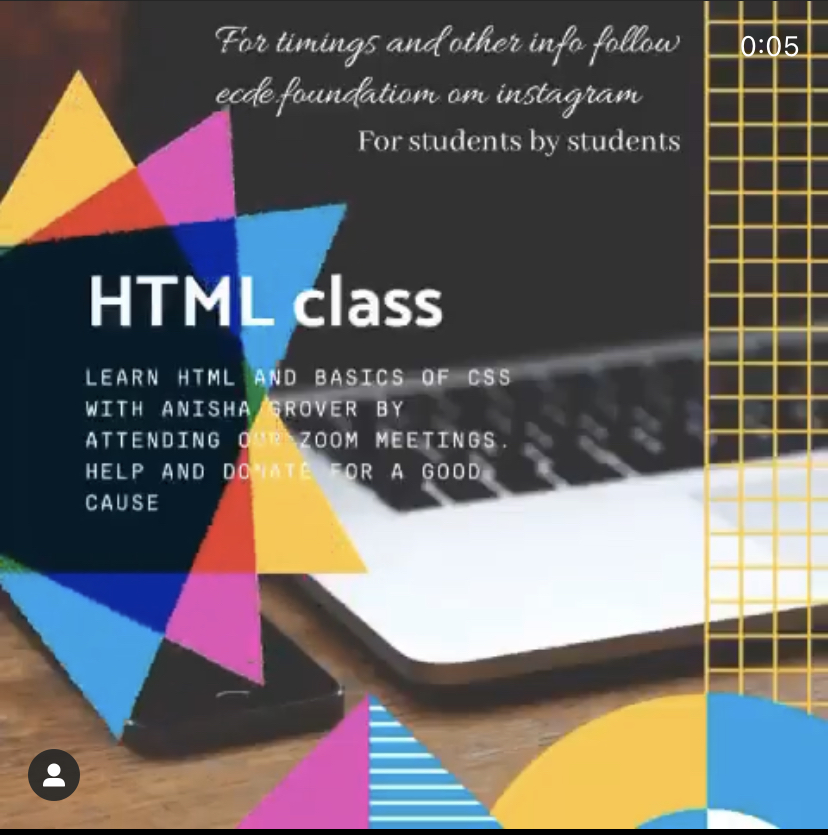 For timings and other info follow
0:05
ecde.foundatiom om instagram
For students by students
HTML class
LEARN HTML AND BASICS OF CSS
WITH ANISHA GROVER BY
ATTENDING OUR ZOOM MEETINGS.
HELP AND DONATE FOR A GOOD
CAUSE